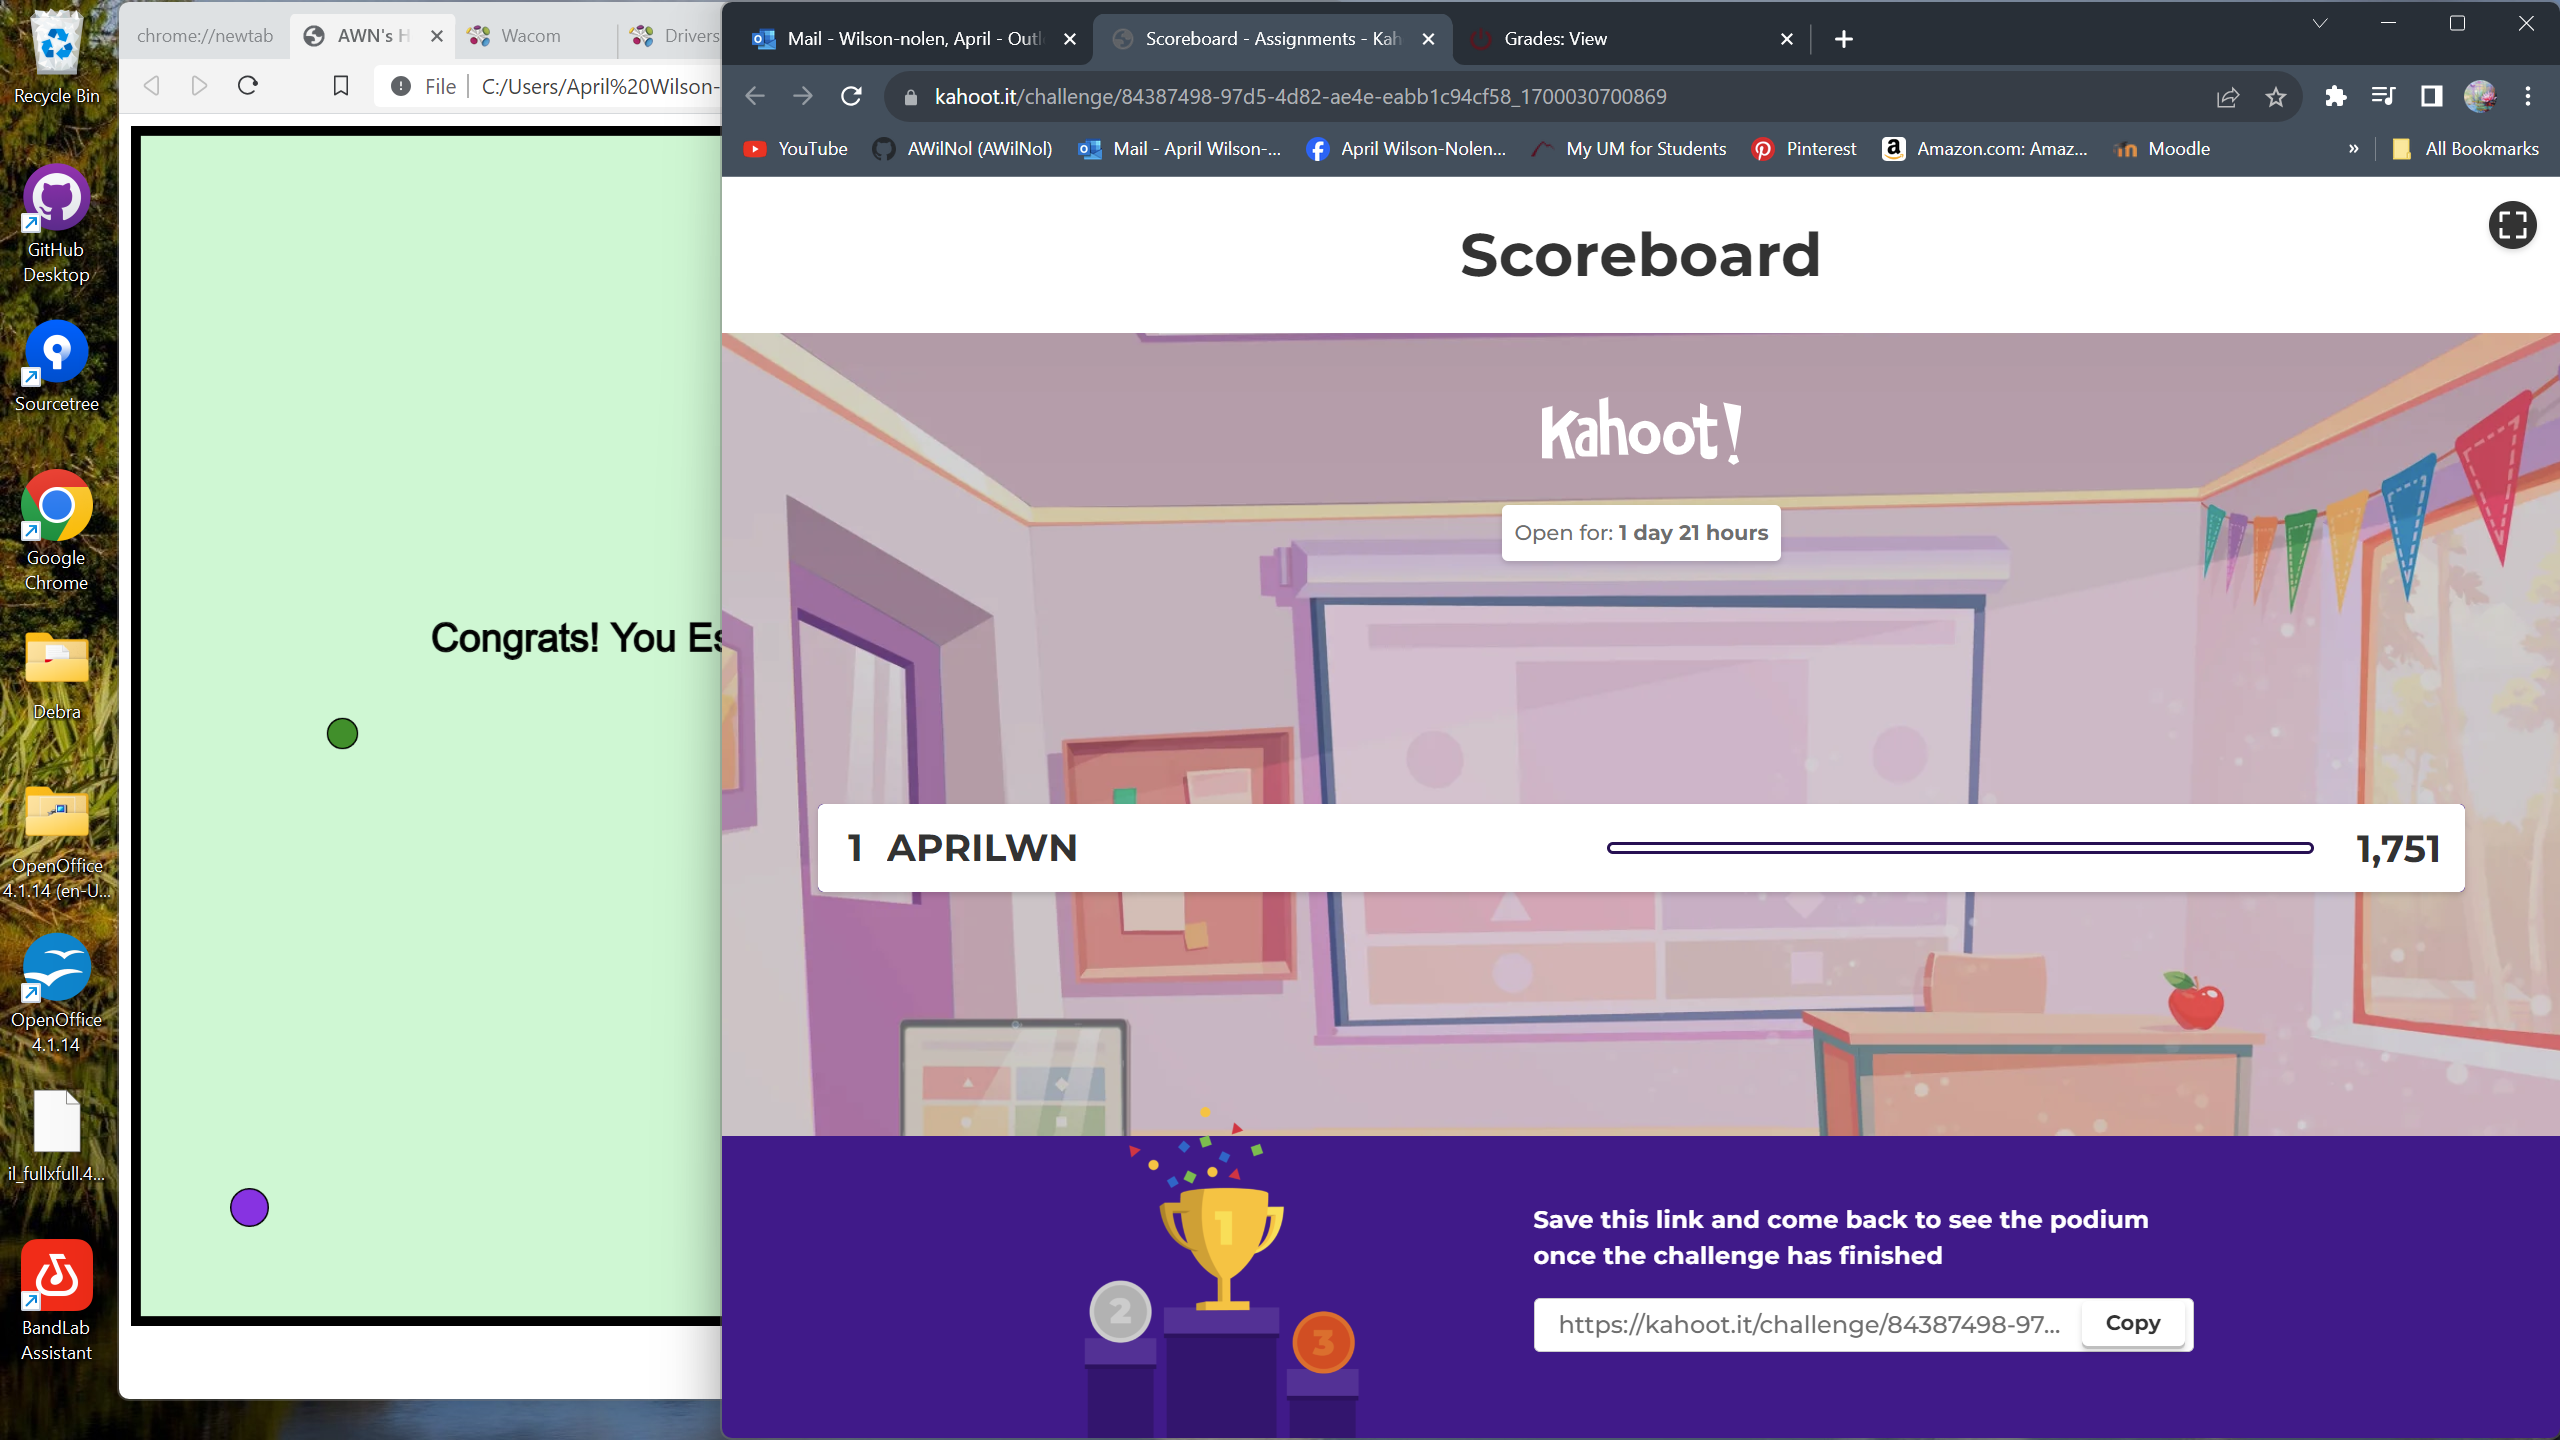 Recycle Bin
GitHub
Desktop
Sourcetree
Google
Chrome
Debra
OpenOffice
4.1.14 (en-U...
OpenOffice
4.1.14
il_fullxfull.4...
BandLab
Assistant
chrome://newtab
AWN's H
Wacom
Drivers
File
C:/Users/April%20Wilson-
Congrats! You Es
Mail - Wilson-nolen, April - Outl
Scoreboard - Assignments - Kah
Grades: View
kahoot.it/challenge/84387498-97d5-4d82-ae4e-eabb1c94cf58_1700030700869
YouTube
AWilNol (AWilNol)
Mail - April Wilson-...
April Wilson-Nolen...
My UM for Students
Pinterest
Amazon.com: Amaz...
Moodle
»
All Bookmarks
Scoreboard
Kahoot!
Open for: 1 day 21 hours
1 APRILWN 1,751
1
2
3
Save this link and come back to see the podium
once the challenge has finished
https://kahoot.it/challenge/84387498-97...
Copy